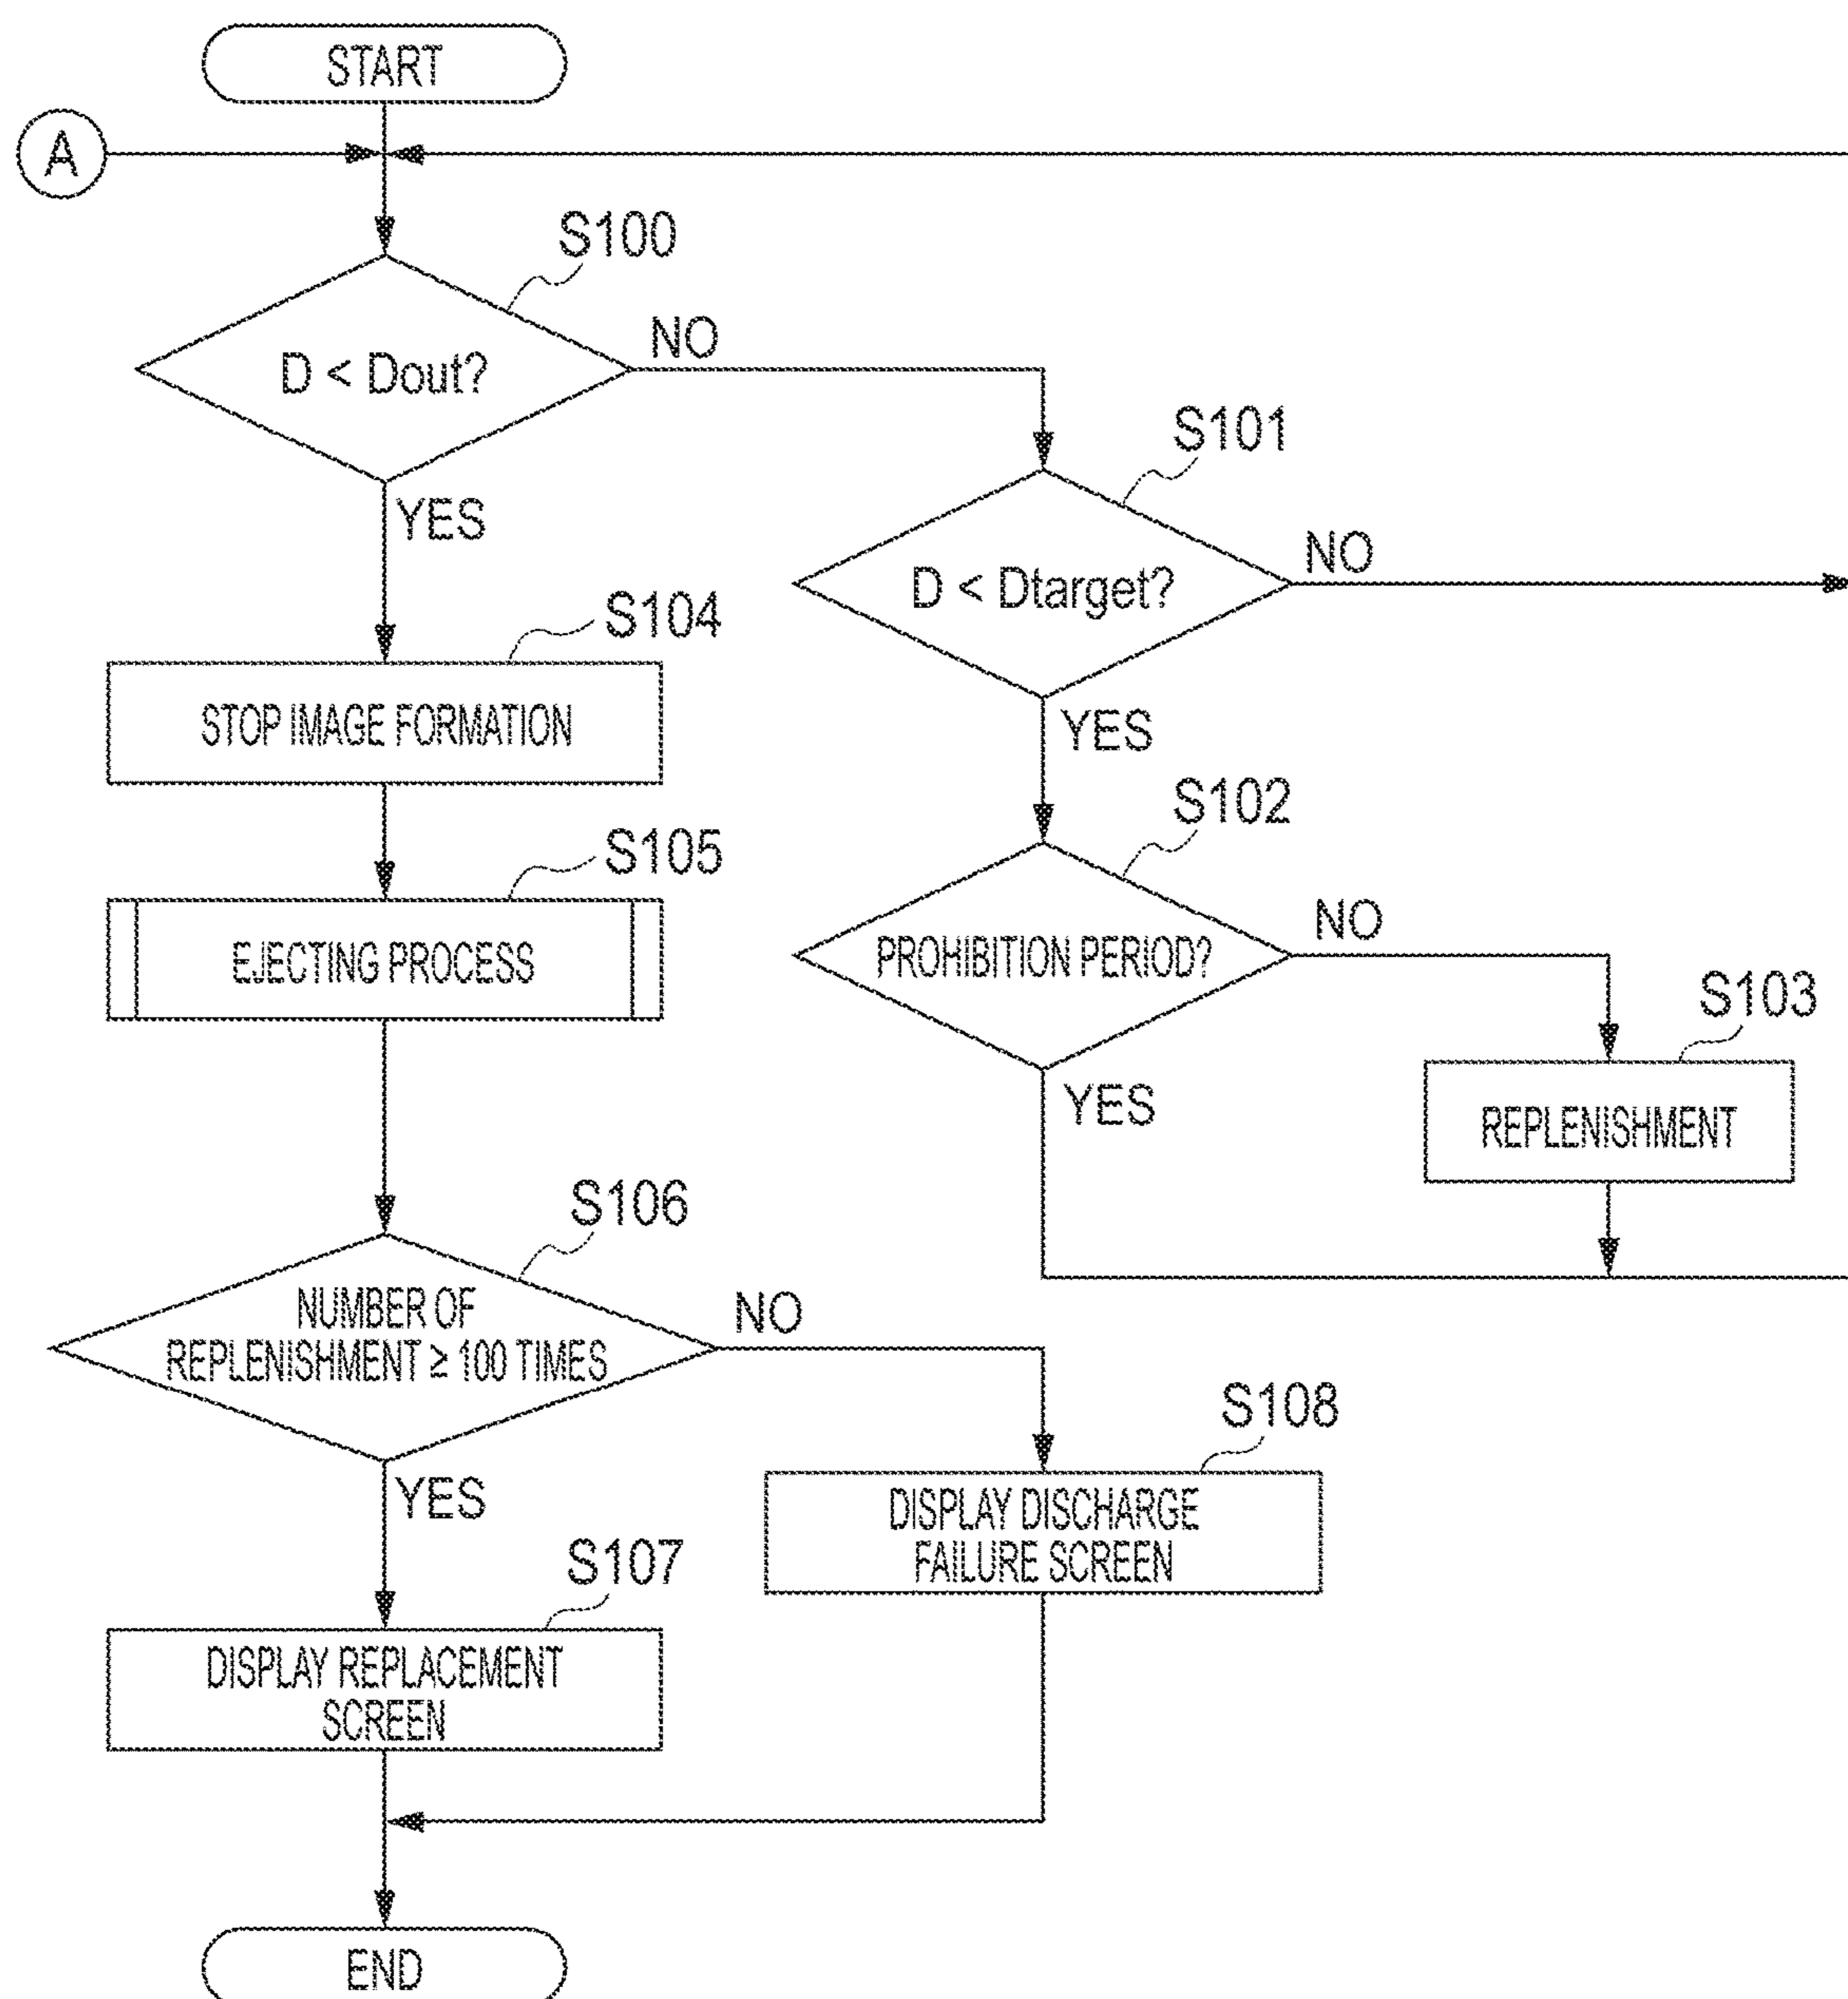 START
A
S100
D < Dout?
NO
YES
S101
D < Dtarget?
NO
YES
S104
STOP IMAGE FORMATION
S102
PROHIBITION PERIOD?
NO
YES
S105
EJECTING PROCESS
S103
REPLENISHMENT
S106
NUMBER OF
REPLENISHMENT ≥ 100 TIMES
NO
YES
S108
DISPLAY DISCHARGE
FAILURE SCREEN
S107
DISPLAY REPLACEMENT
SCREEN
END